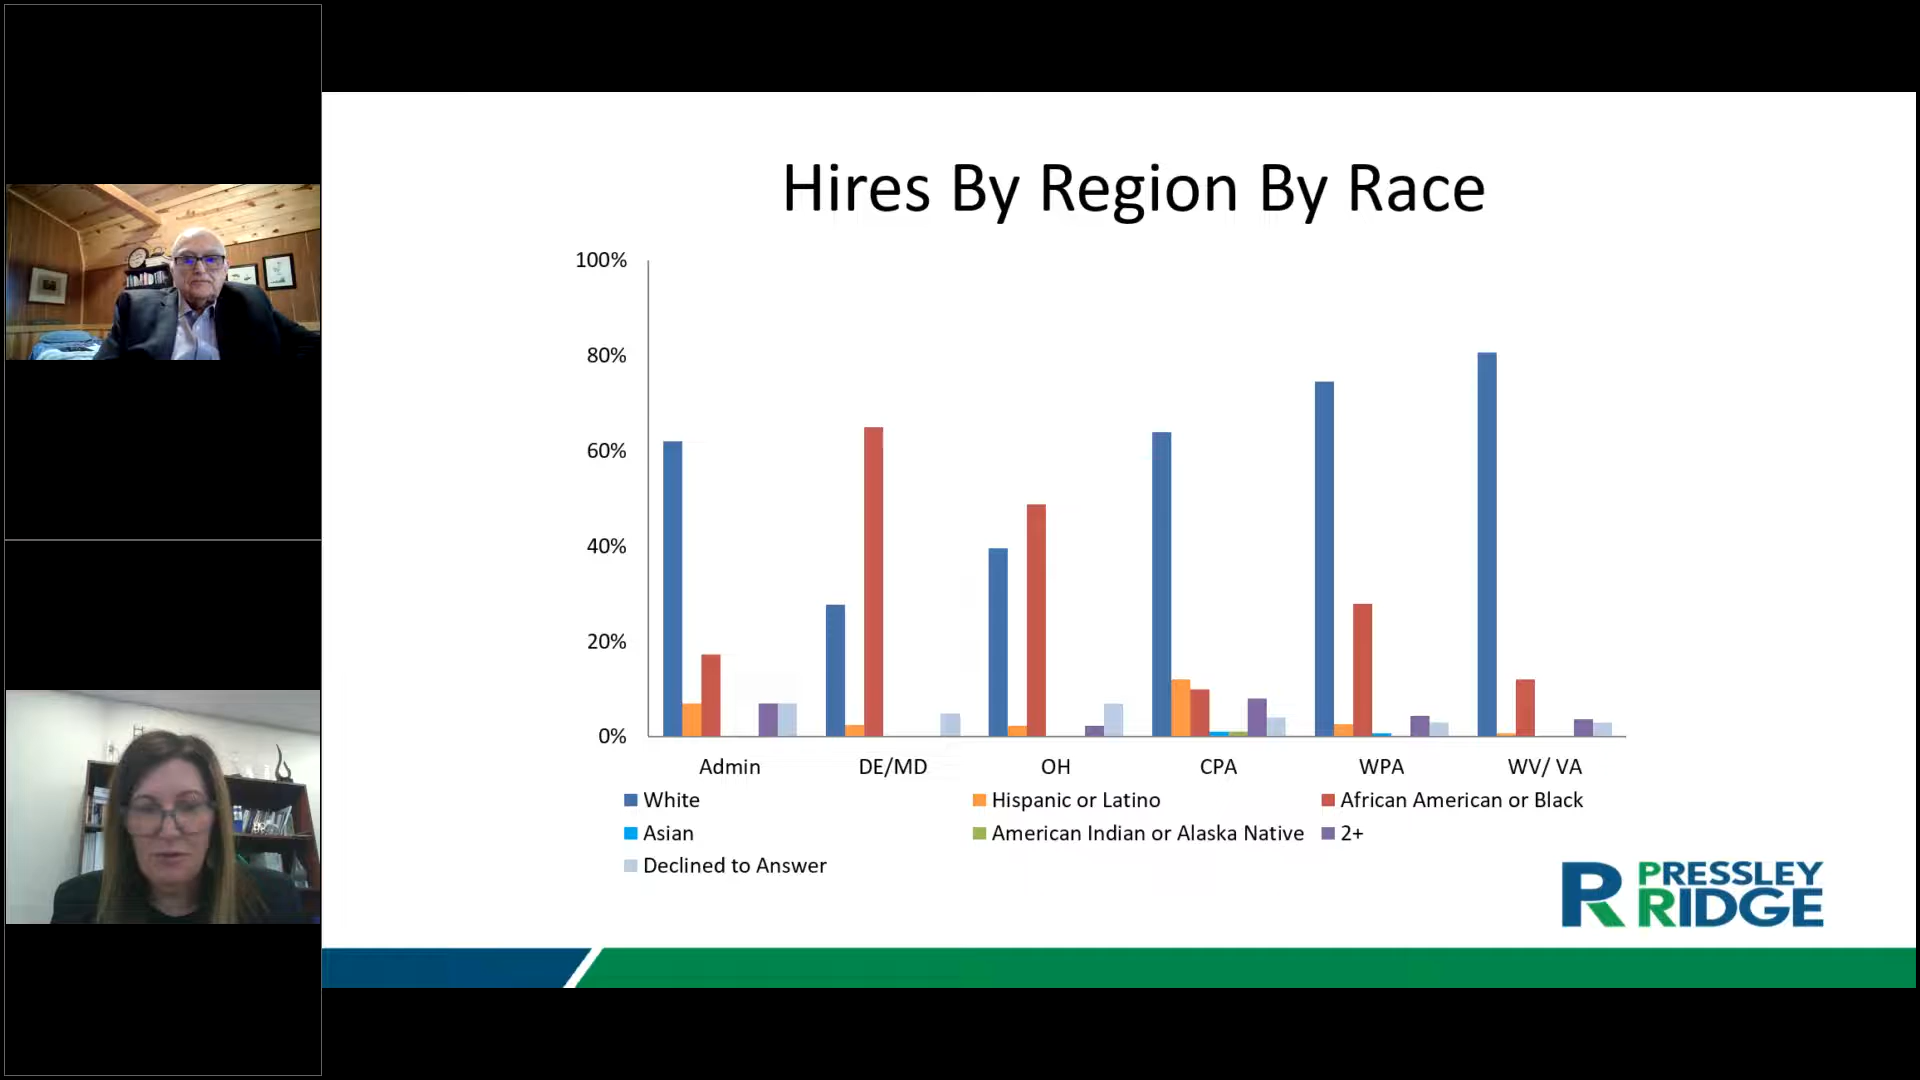 Hires By Region By Race
100%
80%
60%
40%
20%
0%
Admin DE/MD OH CPA WPA WV/ VA
White Hispanic or Latino African American or Black
Asian American Indian or Alaska Native 2+
Declined to Answer
PRESSLEY
RIDGE